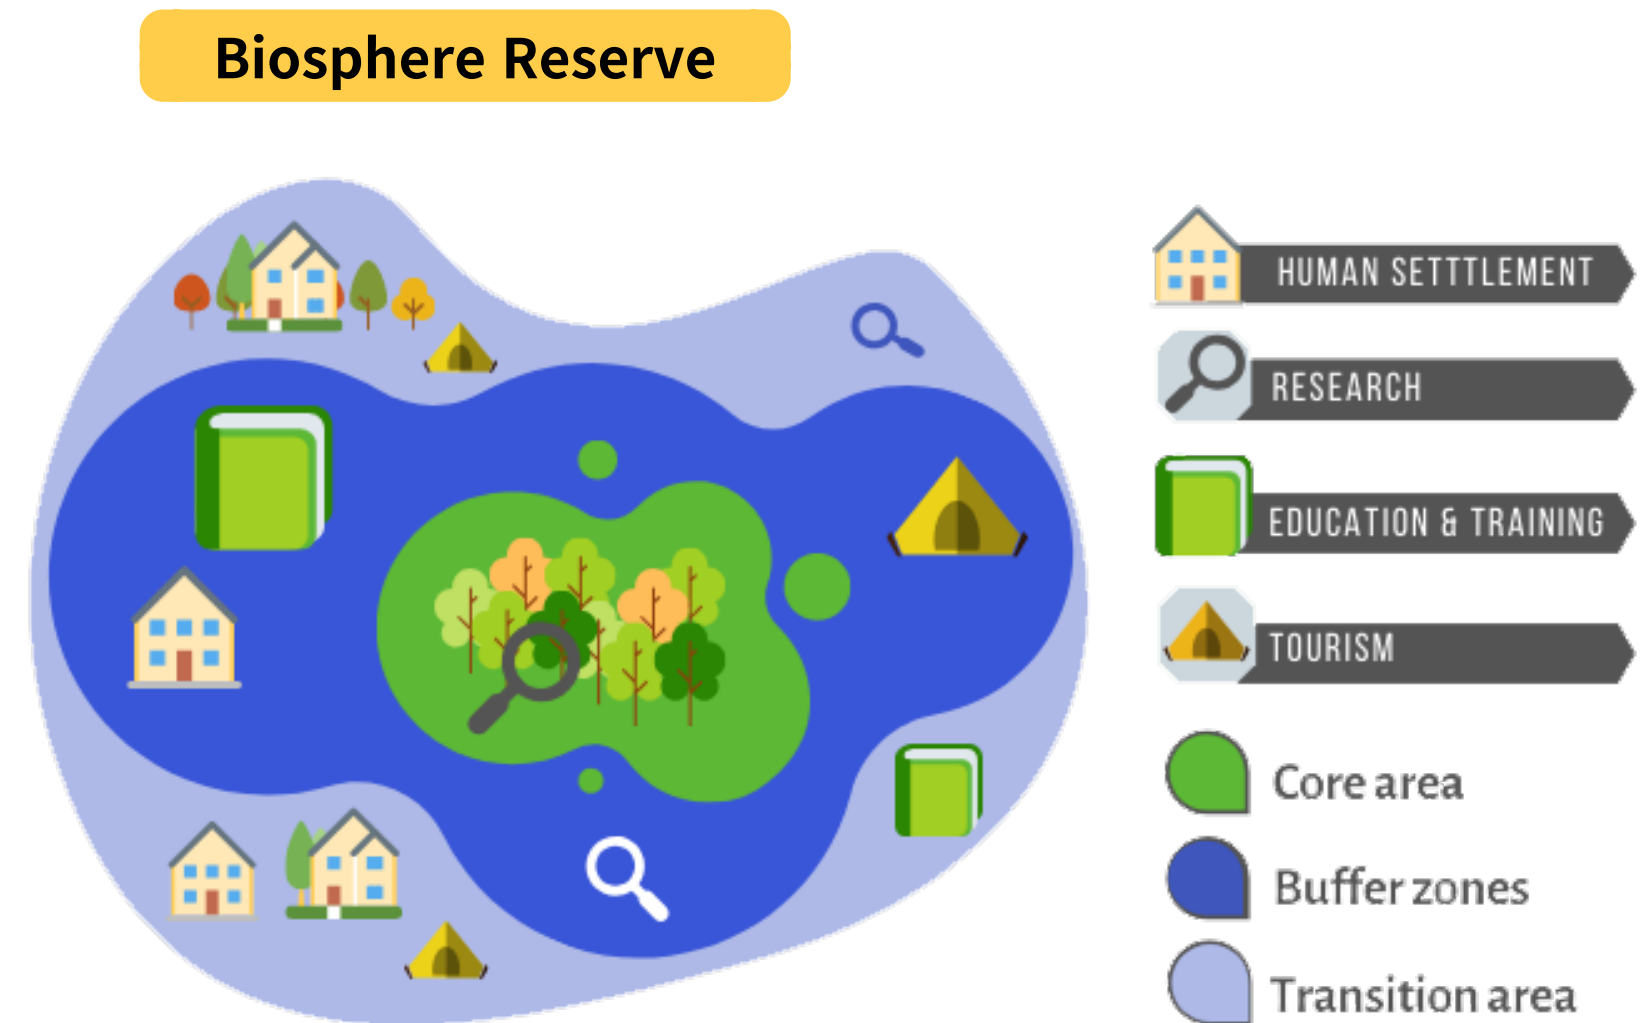 Biosphere Reserve
HUMAN SETTTLEMENT
RESEARCH
EDUCATION & TRAINING
TOURISM
Core area
Buffer zones
Transition area